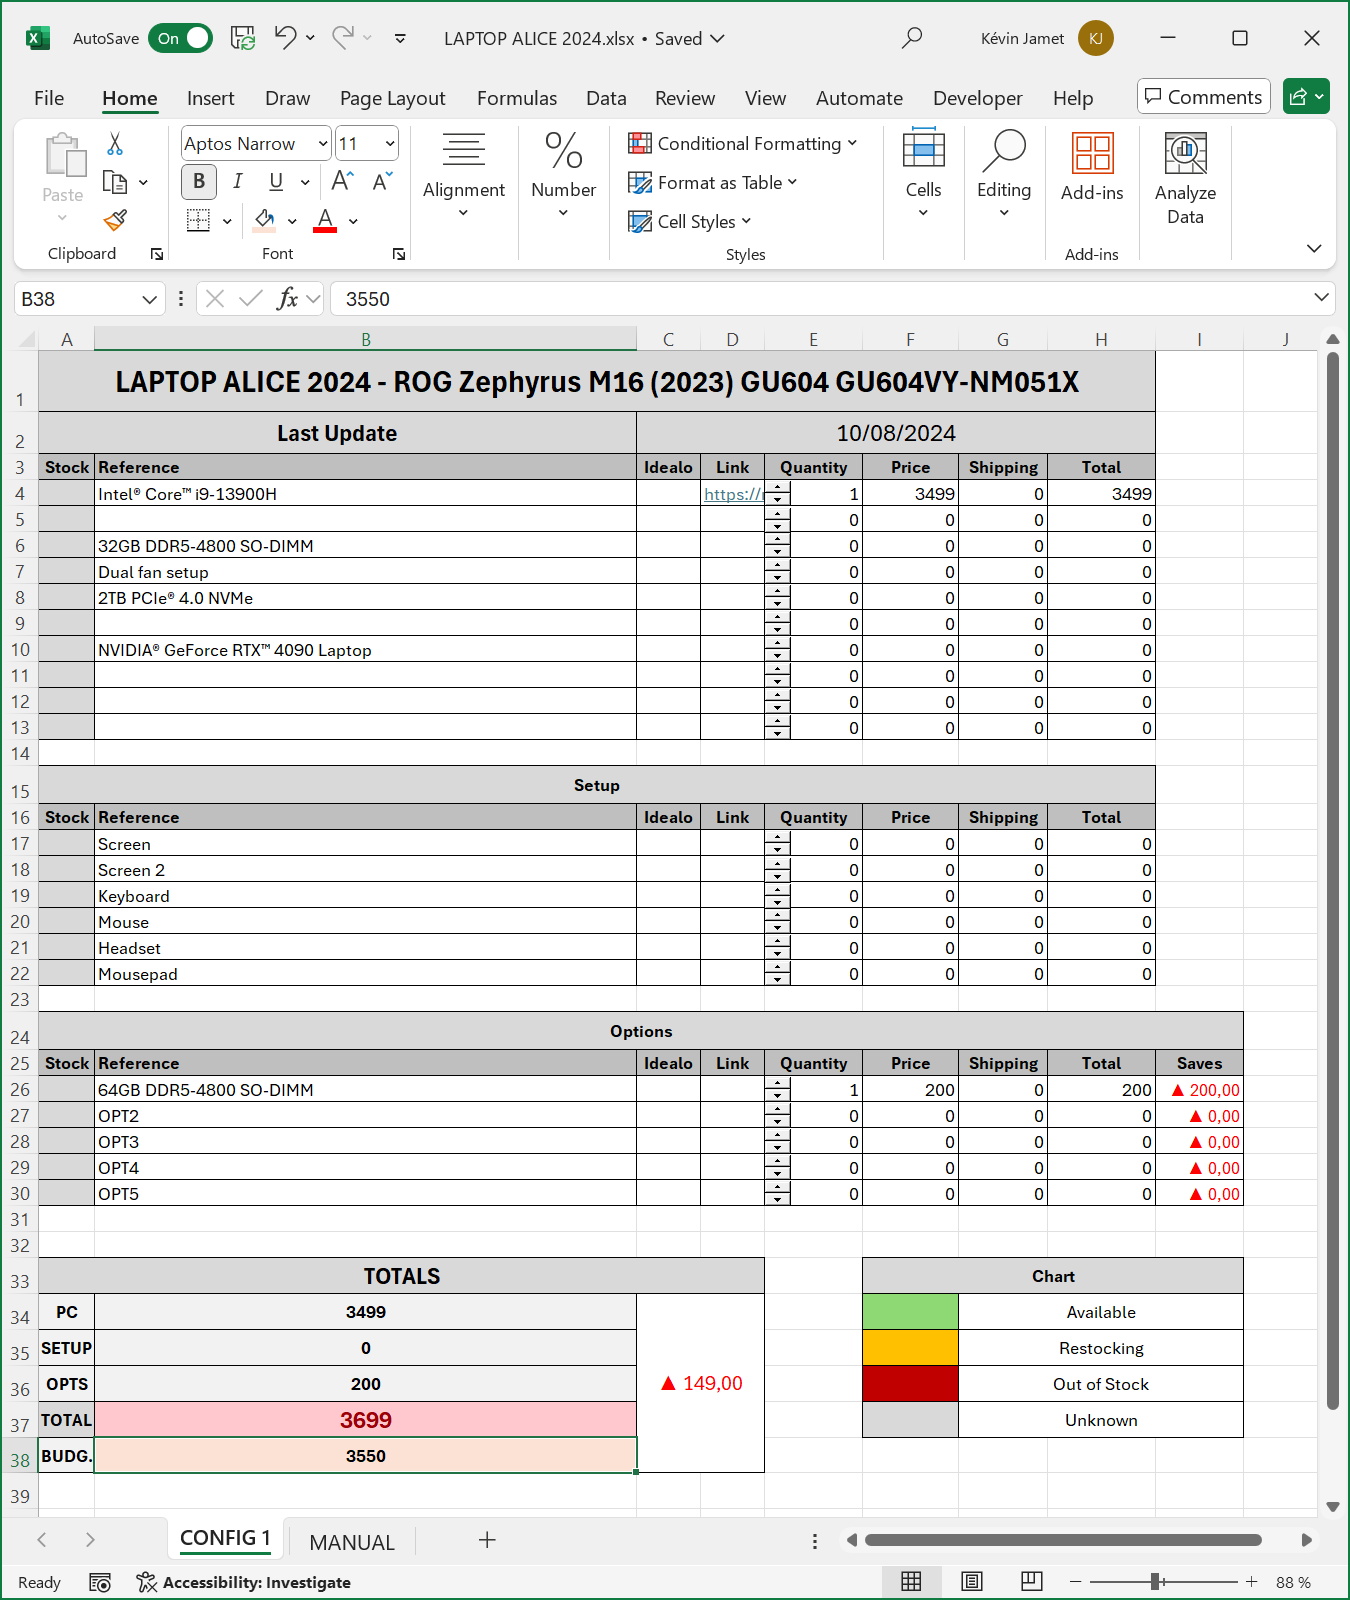 AutoSave On LAPTOP ALICE 2024.xlsx • Saved Kévin Jamet KJ
File Home Insert Draw Page Layout Formulas Data Review View Automate Developer Help Comments
Paste
Clipboard
Aptos Narrow 11
B I U A A
A
Font
Alignment
% Number
Conditional Formatting
Format as Table
Cell Styles
Styles
Cells
Editing
Add-ins
Add-ins
Analyze Data
B38 fx 3550
A B C D E F G H I J
1 LAPTOP ALICE 2024 - ROG Zephyrus M16 (2023) GU604 GU604VY-NM051X
2 Last Update 10/08/2024
3 Stock Reference Idealo Link Quantity Price Shipping Total
4 Intel® Core™ i9-13900H https:// 1 3499 0 3499
5 0 0 0 0
6 32GB DDR5-4800 SO-DIMM 0 0 0 0
7 Dual fan setup 0 0 0 0
8 2TB PCIe® 4.0 NVMe 0 0 0 0
9 0 0 0 0
10 NVIDIA® GeForce RTX™ 4090 Laptop 0 0 0 0
11 0 0 0 0
12 0 0 0 0
13 0 0 0 0
14
15 Setup
16 Stock Reference Idealo Link Quantity Price Shipping Total
17 Screen 0 0 0 0
18 Screen 2 0 0 0 0
19 Keyboard 0 0 0 0
20 Mouse 0 0 0 0
21 Headset 0 0 0 0
22 Mousepad 0 0 0 0
23
24 Options
25 Stock Reference Idealo Link Quantity Price Shipping Total Saves
26 64GB DDR5-4800 SO-DIMM 1 200 0 200 ▲ 200,00
27 OPT2 0 0 0 0 ▲ 0,00
28 OPT3 0 0 0 0 ▲ 0,00
29 OPT4 0 0 0 0 ▲ 0,00
30 OPT5 0 0 0 0 ▲ 0,00
31
32
33 TOTALS Chart
34 PC 3499 Available
35 SETUP 0 Restocking
36 OPTS 200 ▲ 149,00 Out of Stock
37 TOTAL 3699 Unknown
38 BUDG. 3550
39
CONFIG 1 MANUAL
Ready Accessibility: Investigate 88 %